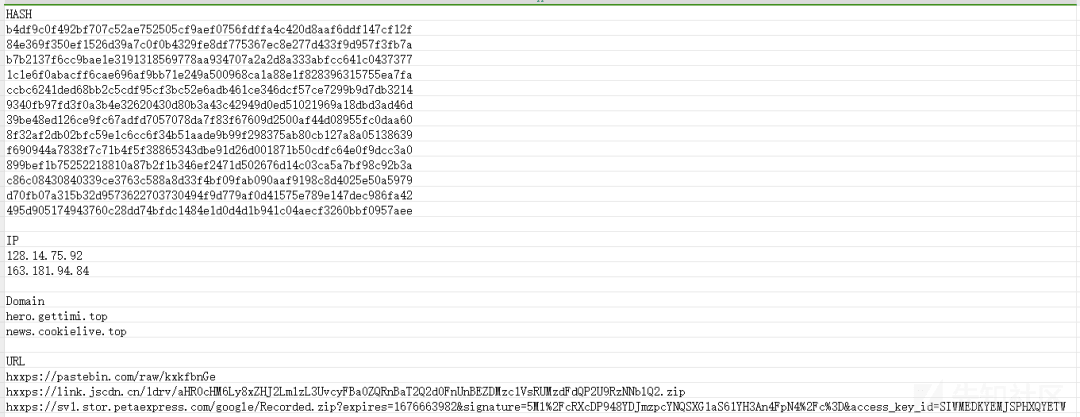 HASH
b4df9c0f492bf707c52ae752505cf9aef0756fdffa4c420d8aaf6ddf147cf12f
84e369f350ef1526d39a7c0f0b4329fe8df775367ec8e277d433f9d957f3fb7a
b7b2137f6cc9bae1e3191318569778aa934707a2a2d8a333abfcc641c0437377
1c1e6f0abacff6cae696af9bb71e249a500968ca1a88e1f828396315755ea7fa
ccbc6241ded68bb2c5cdf95cf3bc52e6adb461ce346dcf57ce7299b9d7db3214
9340fb97fd3f0a3b4e32620430d80b3a43c42949d0ed51021969a18dbd3ad46d
39be48ed126ce9fc67adfd7057078da7f83f67609d2500af44d08955fc0daa60
8f32af2db02bfc59e1c6cc6f34b51aade9b99f298375ab80cb127a8a05138639
f690944a7838f7c71b4f5f38865343dbe91d26d001871b50cdfc64e0f9dcc3a0
899bef1b75252218810a87b2f1b346ef2471d502676d14c03ca5a7bf98c92b3a
c86c08430840339ce3763c588a8d33f4bf09fab090aaf9198c8d4025e50a5979
d70fb07a315b32d9573622703730494f9d779af0d41575e789e147dec986fa42
495d905174943760c28dd74bfdc1484e1d0d4d1b941c04aecf3260bbf0957aee
IP
128.14.75.92
163.181.94.84
Domain
hero.gettimi.top
news.cookielive.top
URL
hxxps://pastebin.com/raw/kxkfbnGe
hxxps://link.jscdn.cn/1drv/aHR0cHM6Ly8xZHJ2Lm1zL3UvcyFBa0ZQRnBaT2Q2d0FnUnBEZDMzc1VsRUMzdFdQP2U9RzNNb1Q2.zip
hxxps://svl.stor.petaexpress.com/google/Recorded.zip?expires=1676663982&signature=5M1%2FcRXcDP948YDJmzpcYNQSXGlaS61YH3An4FpN4%2Fc%3D&access_key_id=SIWMEDKYEMJSPHXQYETW